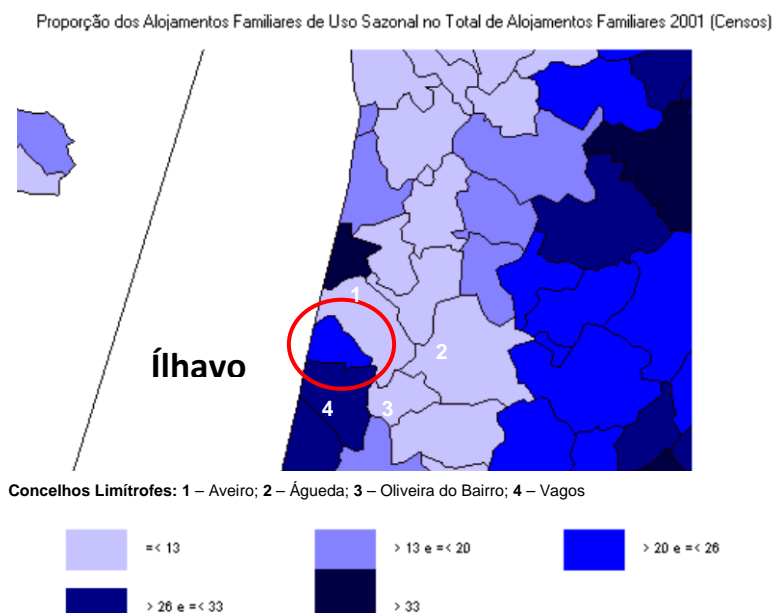 Proporção dos Alojamentos Familiares de Uso Sazonal no Total de Alojamentos Familiares 2001 (Censos)
1
2
Ílhavo
4
3
Concelhos Limítrofes: 1 – Aveiro; 2 – Águeda; 3 – Oliveira do Bairro; 4 – Vagos
=< 13
> 13 e =< 20
> 20 e =< 26
> 26 e =< 33
> 33